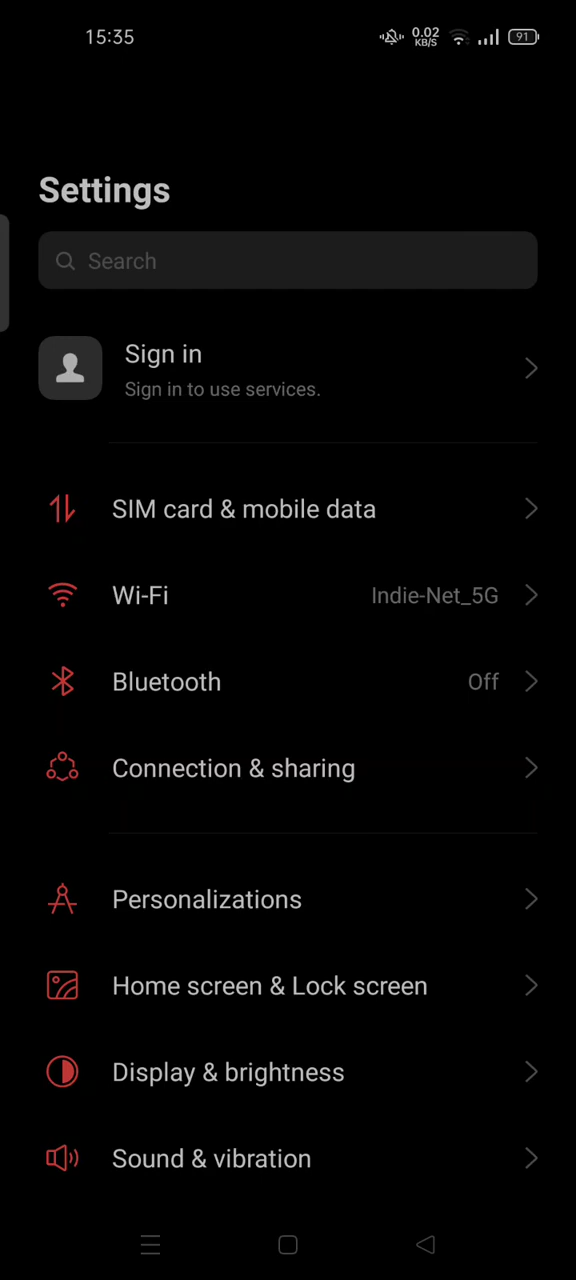 15:35
0.02
KB/S
91
Settings
Search
Sign in
Sign in to use services.
SIM card & mobile data
Wi-Fi
Indie-Net_5G
Bluetooth
Off
Connection & sharing
Personalizations
Home screen & Lock screen
Display & brightness
Sound & vibration